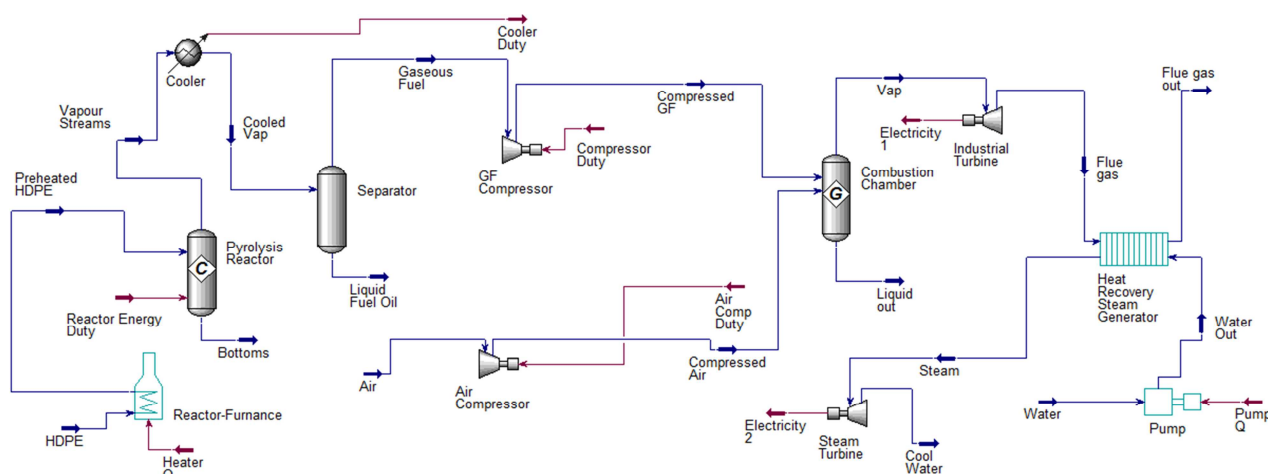 Cooler
Duty
Cooler
Vapour
Streams
Cooled
Vap
Gaseous
Fuel
Compressed
GF
Vap
Flue gas
out
Electricity
1
Industrial
Turbine
Compressor
Duty
GF
Compressor
Combustion
Chamber
G
Flue
gas
Preheated
HDPE
Separator
Pyrolysis
Reactor
C
Reactor Energy
Duty
Bottoms
Liquid
Fuel Oil
Air
Comp
Duty
Liquid
out
Heat
Recovery
Steam
Generator
Water
Out
Air
Air
Compressor
Compressed
Air
Steam
Reactor-Furnance
HDPE
Heater
Electricity
2
Steam
Turbine
Cool
Water
Water
Pump
Pump
Q